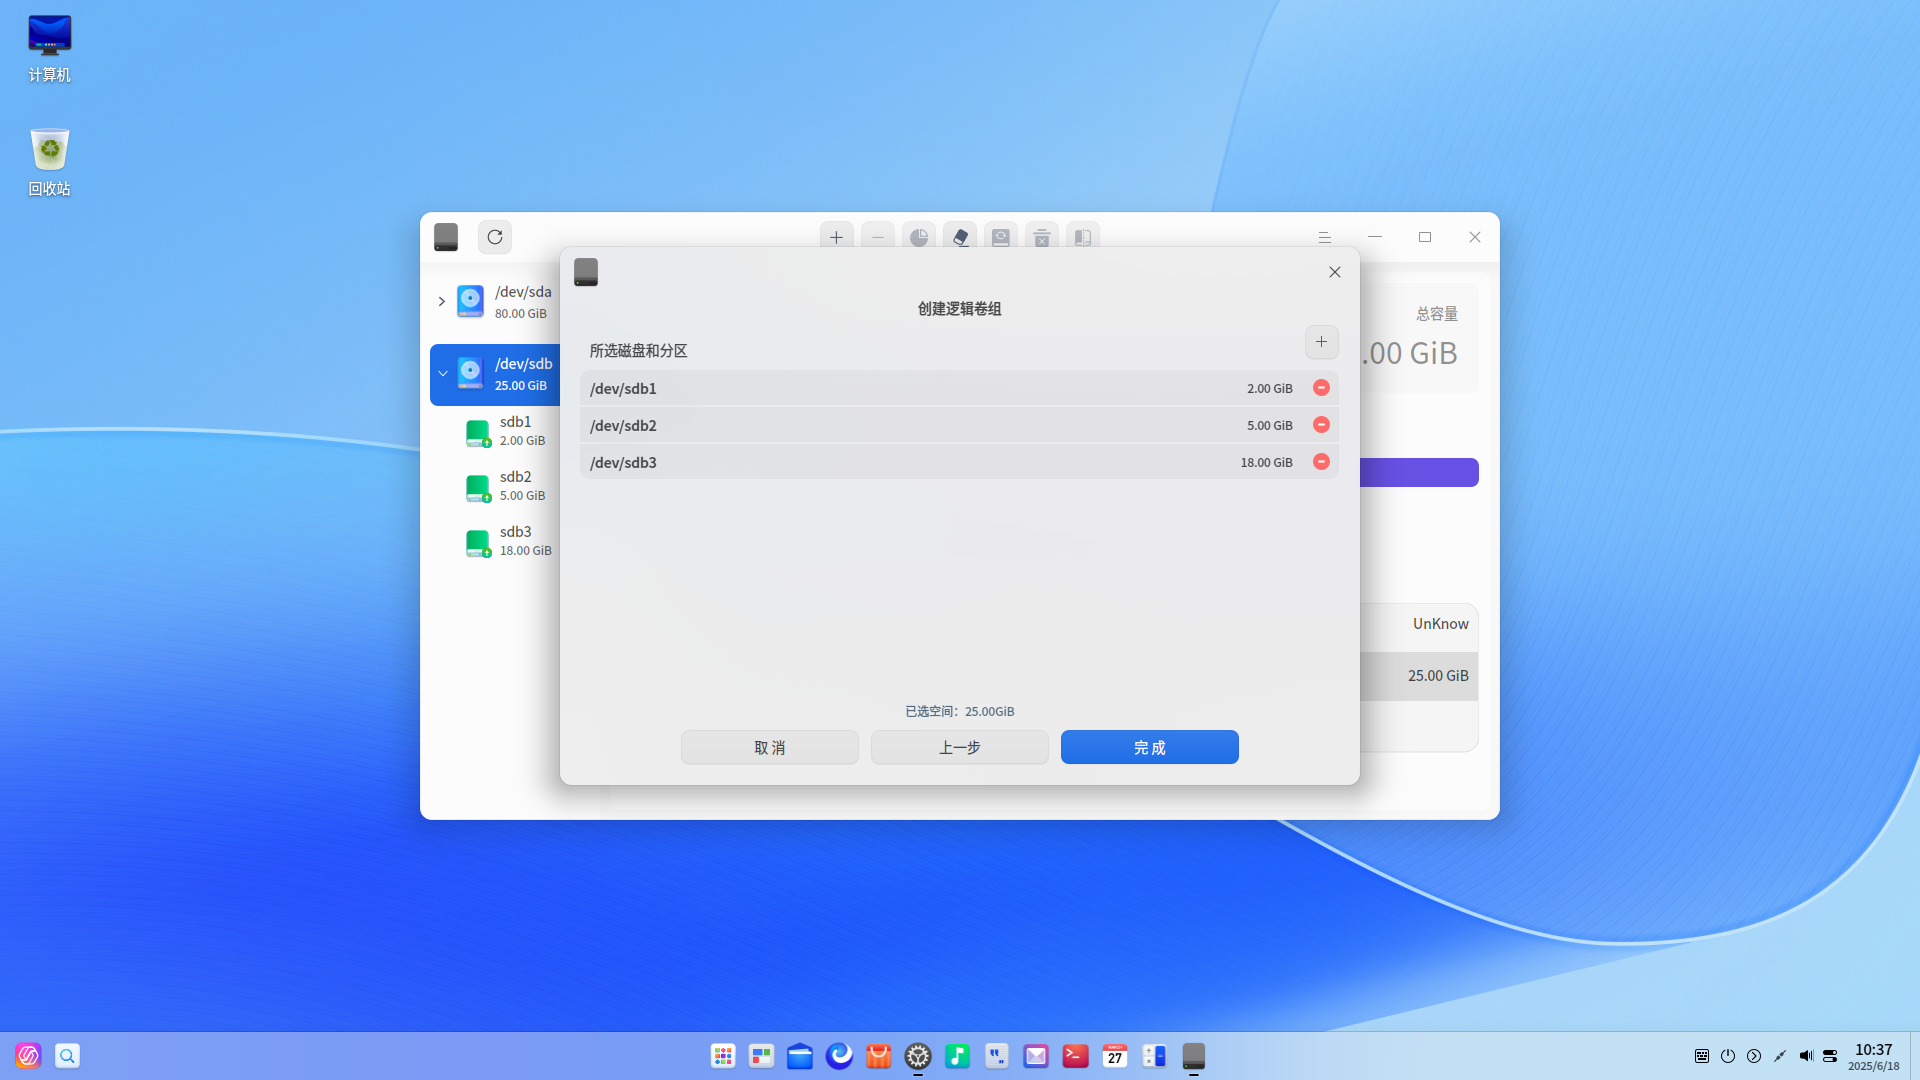 计算机
回收站
/dev/sda
80.00 GiB
/dev/sdb
25.00 GiB
sdb1
2.00 GiB
sdb2
5.00 GiB
sdb3
18.00 GiB
创建逻辑卷组
所选磁盘和分区
/dev/sdb1 2.00 GiB
/dev/sdb2 5.00 GiB
/dev/sdb3 18.00 GiB
已选空间：25.00GiB
取 消
上一步
完 成
总容量
.00 GiB
UnKnow
25.00 GiB
27
10:37
2025/6/18